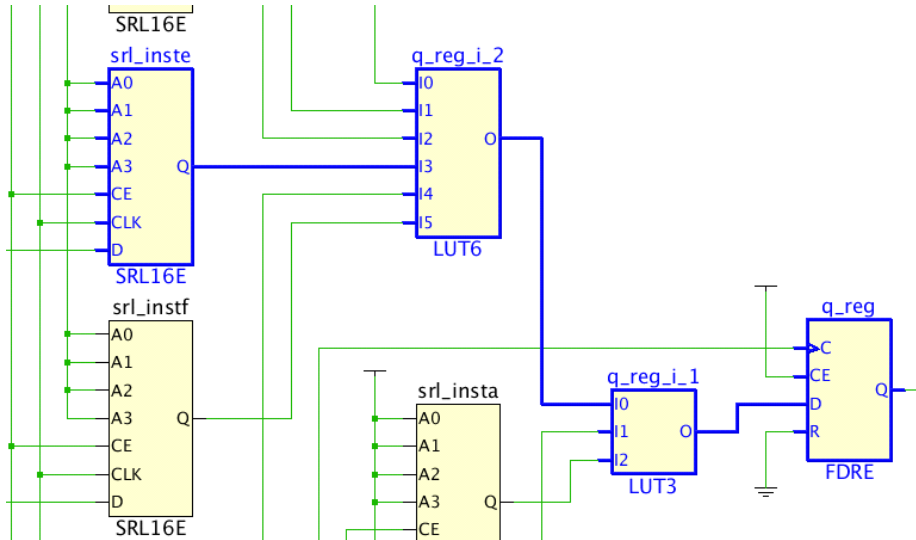 SRL16E
srl_inste
A0
A1
A2
A3
CE
CLK
D
Q
SRL16E
q_reg_i_2
I0
I1
I2
I3
I4
I5
O
LUT6
srl_instf
A0
A1
A2
A3
CE
CLK
D
Q
SRL16E
srl_insta
A0
A1
A2
A3
CE
Q
q_reg_i_1
I0
I1
I2
O
LUT3
q_reg
C
CE
D
R
Q
FDRE